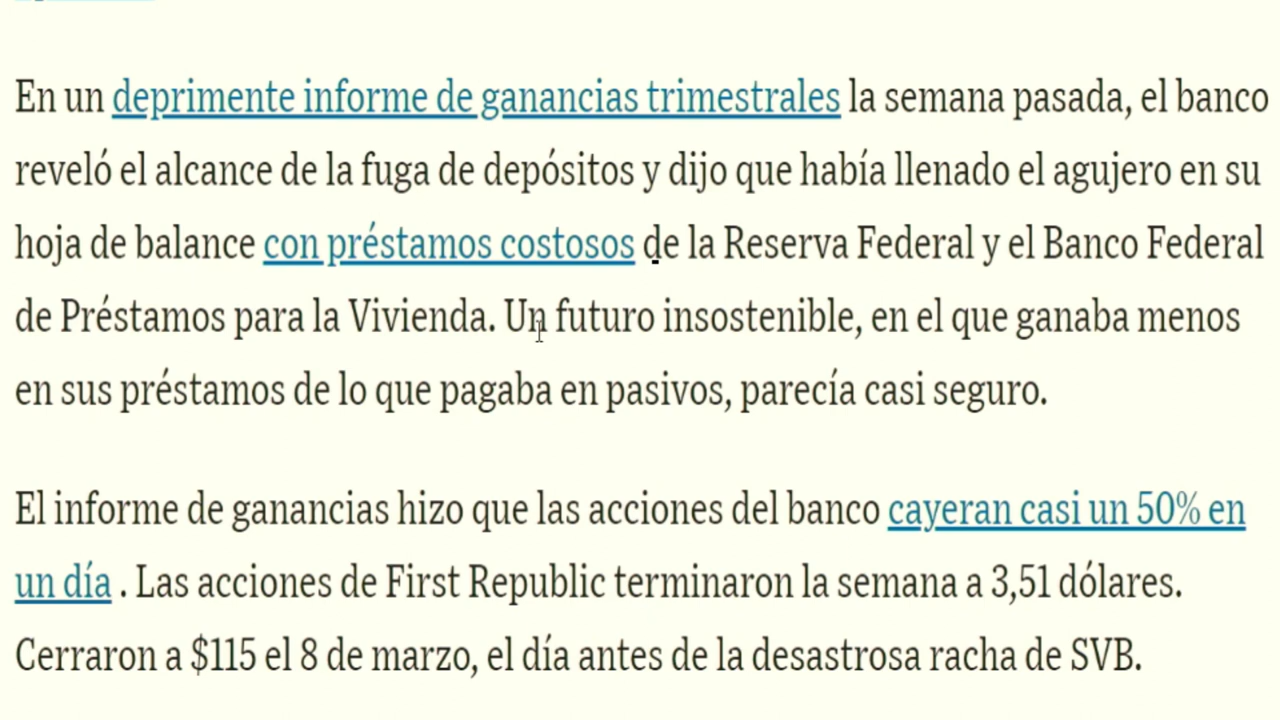 En un deprimente informe de ganancias trimestrales la semana pasada, el banco
reveló el alcance de la fuga de depósitos y dijo que había llenado el agujero en su
hoja de balance con préstamos costosos de la Reserva Federal y el Banco Federal
de Préstamos para la Vivienda. Un futuro insostenible, en el que ganaba menos
en sus préstamos de lo que pagaba en pasivos, parecía casi seguro.
El informe de ganancias hizo que las acciones del banco cayeran casi un 50% en
un día . Las acciones de First Republic terminaron la semana a 3,51 dólares.
Cerraron a $115 el 8 de marzo, el día antes de la desastrosa racha de SVB.